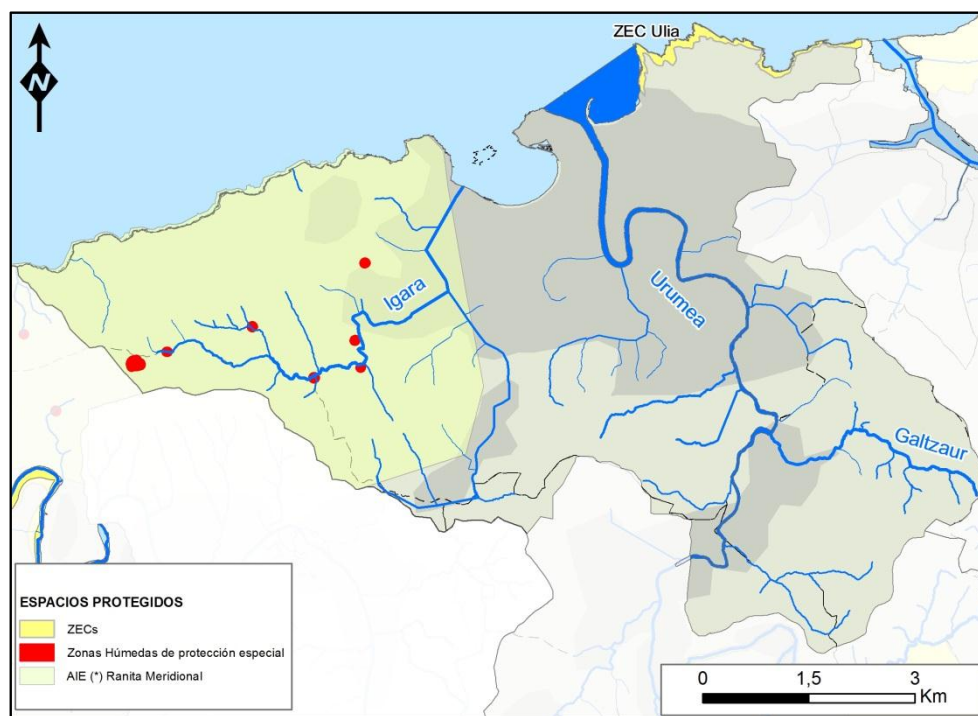 ZEC Ulia
N
Igara
Urumea
Galtzaur
ESPACIOS PROTEGIDOS
ZECs
Zonas Húmedas de protección especial
AIE (*) Ranita Meridional
0 1,5 3
Km